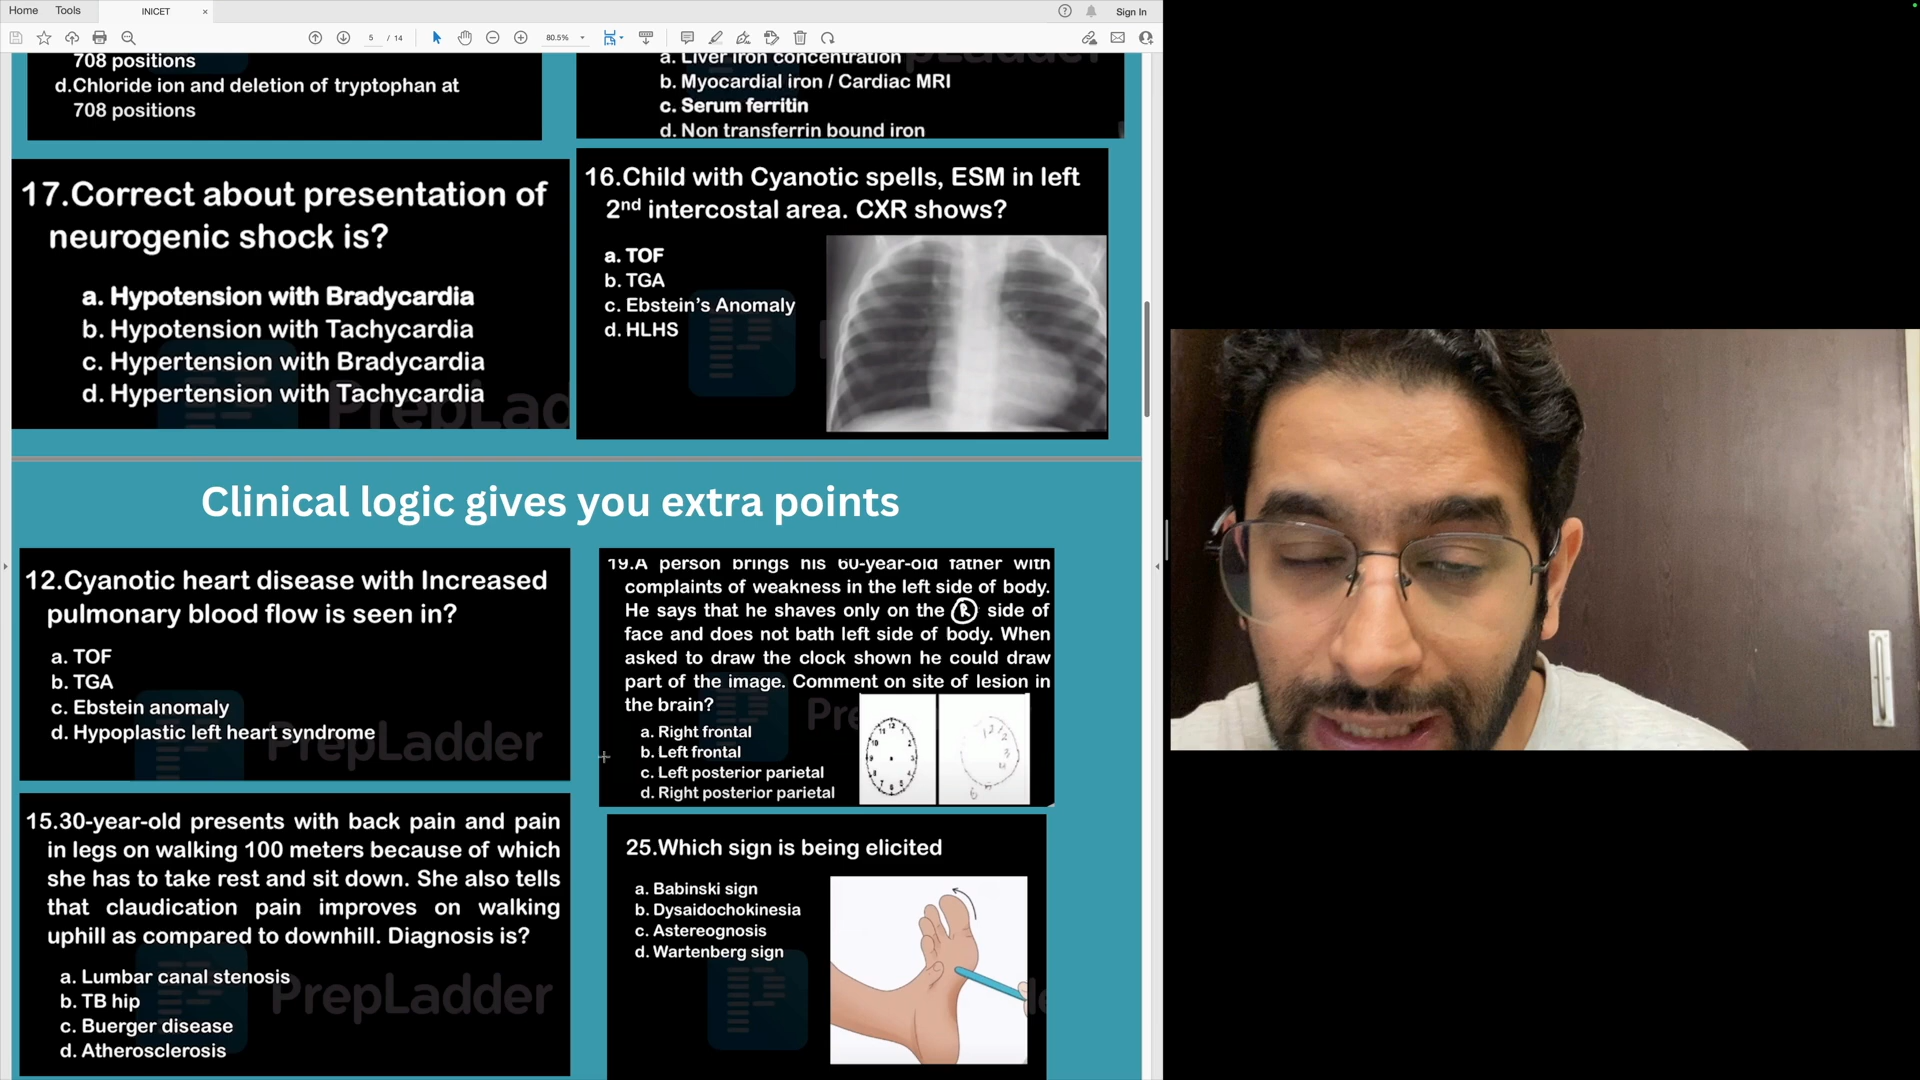 Home Tools INICET × Sign In
5 / 14 80.5%
708 positions
d.Chloride ion and deletion of tryptophan at
708 positions
a. Liver iron concentration
b. Myocardial iron / Cardiac MRI
c. Serum ferritin
d. Non transferrin bound iron
17.Correct about presentation of
neurogenic shock is?
a. Hypotension with Bradycardia
b. Hypotension with Tachycardia
c. Hypertension with Bradycardia
d. Hypertension with Tachycardia
PrepLad
16.Child with Cyanotic spells, ESM in left
2nd intercostal area. CXR shows?
a. TOF
b. TGA
c. Ebstein's Anomaly
d. HLHS
Clinical logic gives you extra points
12.Cyanotic heart disease with Increased
pulmonary blood flow is seen in?
a. TOF
b. TGA
c. Ebstein anomaly
d. Hypoplastic left heart syndrome
PrepLadder
19.A person brings his 60-year-old father with
complaints of weakness in the left side of body.
He says that he shaves only on the R side of
face and does not bath left side of body. When
asked to draw the clock shown he could draw
part of the image. Comment on site of lesion in
the brain?
a. Right frontal
b. Left frontal
c. Left posterior parietal
d. Right posterior parietal
15.30-year-old presents with back pain and pain
in legs on walking 100 meters because of which
she has to take rest and sit down. She also tells
that claudication pain improves on walking
uphill as compared to downhill. Diagnosis is?
a. Lumbar canal stenosis
b. TB hip
c. Buerger disease
d. Atherosclerosis
PrepLadder
25.Which sign is being elicited
a. Babinski sign
b. Dysaidochokinesia
c. Astereognosis
d. Wartenberg sign